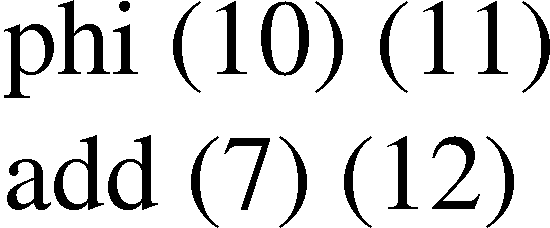 phi (10) (11)
add (7) (12)